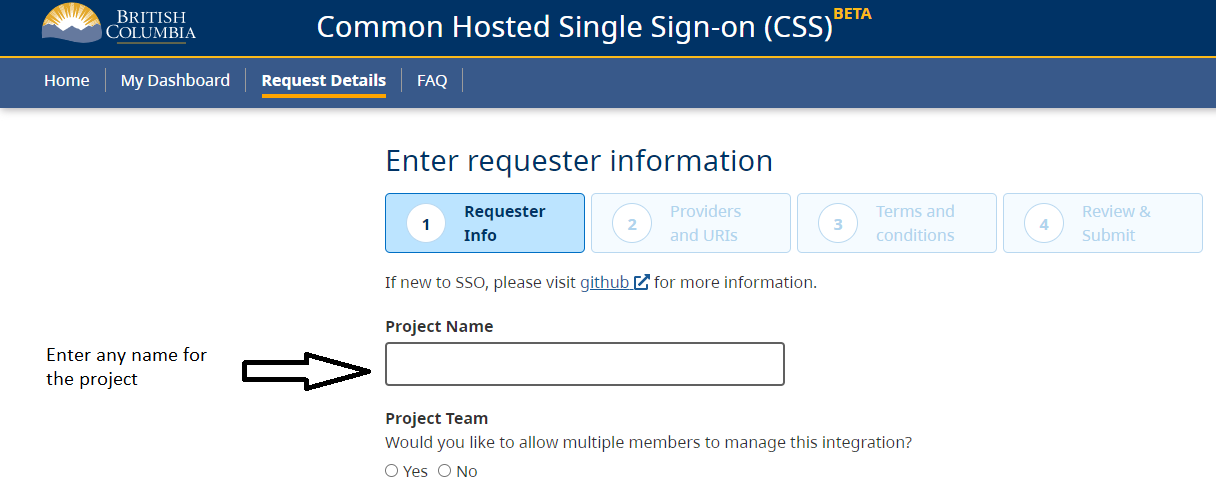 BRITISH
COLUMBIA
Common Hosted Single Sign-on (CSS) BETA
Home My Dashboard Request Details FAQ
Enter requester information
1 Requester
Info
2 Providers
and URIs
3 Terms and
conditions
4 Review &
Submit
If new to SSO, please visit github for more information.
Project Name
Enter any name for
the project
Project Team
Would you like to allow multiple members to manage this integration?
Yes No